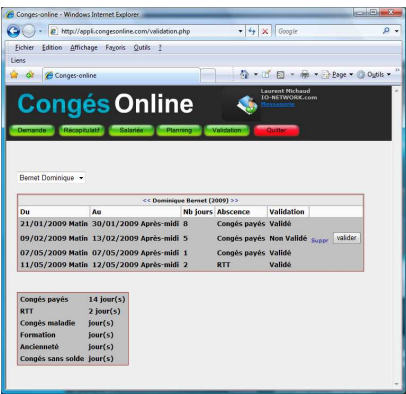 Conges-online - Windows Internet Explorer
http://appli.congesonline.com/validation.php
Google
Fichier Edition Affichage Favoris Outils ?
Liens
Conges-online
Page Outils
Congés Online
Laurent Michaud
IO-NETWORK.com
Messagerie
Demande Récapitulatif Salariés Planning Validation Quitter
Bernet Dominique
<< Dominique Bernet (2009) >>
Du Au Nb jours Abscence Validation
21/01/2009 Matin 30/01/2009 Après-midi 8 Congés payés Validé
09/02/2009 Matin 13/02/2009 Après-midi 5 Congés payés Non Validé Suppr valider
07/05/2009 Matin 07/05/2009 Après-midi 1 Congés payés Validé
11/05/2009 Matin 12/05/2009 Après-midi 2 RTT Validé
Congés payés 14 jour(s)
RTT 2 jour(s)
Congés maladie jour(s)
Formation jour(s)
Ancienneté jour(s)
Congés sans solde jour(s)